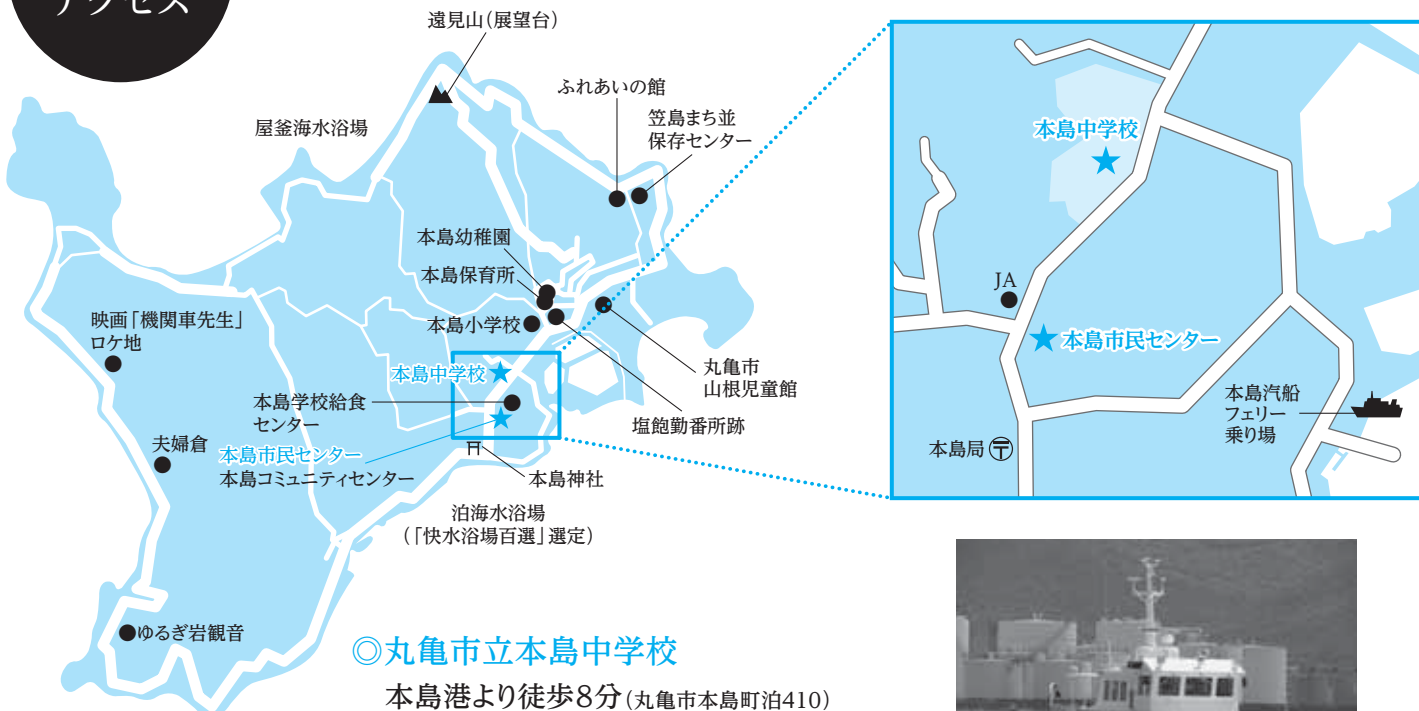 アクセス
遠見山(展望台)
ふれあいの館
笠島まち並
保存センター
屋釜海水浴場
本島幼稚園
本島保育所
本島小学校
映画「機関車先生」
ロケ地
本島中学校
丸亀市
山根児童館
本島学校給食
センター
塩飽勤番所跡
夫婦倉
本島市民センター
本島コミュニティセンター
本島神社
泊海水浴場
(「快水浴場百選」選定)
ゆるぎ岩観音
本島中学校
JA
本島市民センター
本島汽船
フェリー
乗り場
本島局
◎丸亀市立本島中学校
本島港より徒歩8分(丸亀市本島町泊410)